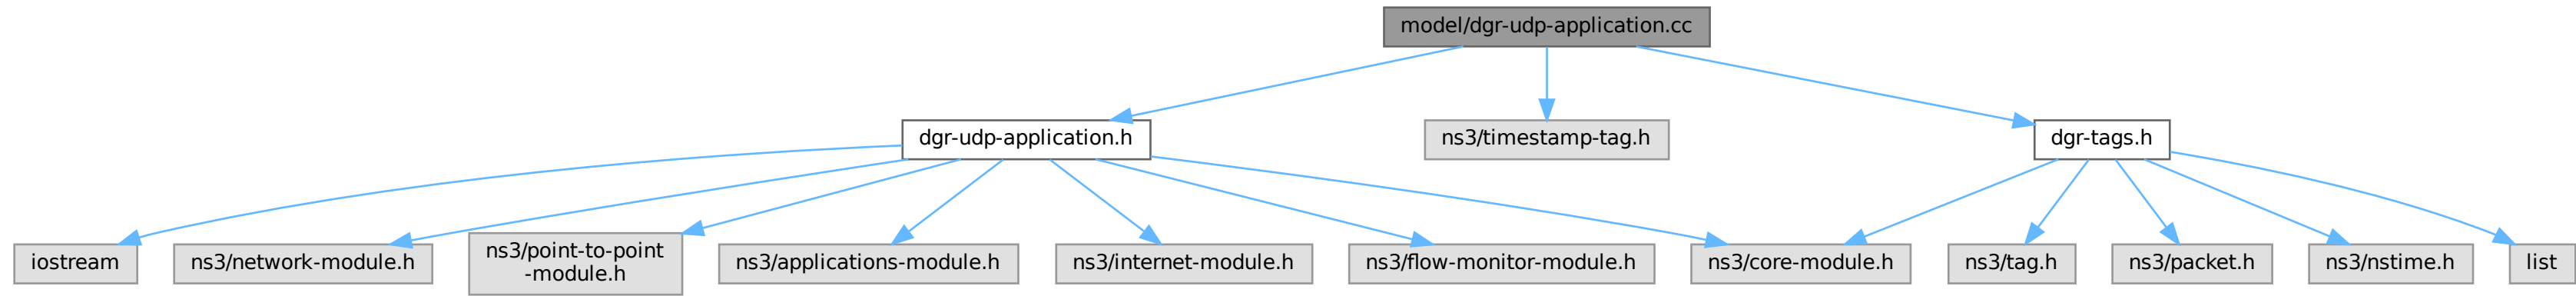 model/dgr-udp-application.cc
dgr-udp-application.h
ns3/timestamp-tag.h
dgr-tags.h
iostream
ns3/network-module.h
ns3/point-to-point
-module.h
ns3/applications-module.h
ns3/internet-module.h
ns3/flow-monitor-module.h
ns3/core-module.h
ns3/tag.h
ns3/packet.h
ns3/nstime.h
list